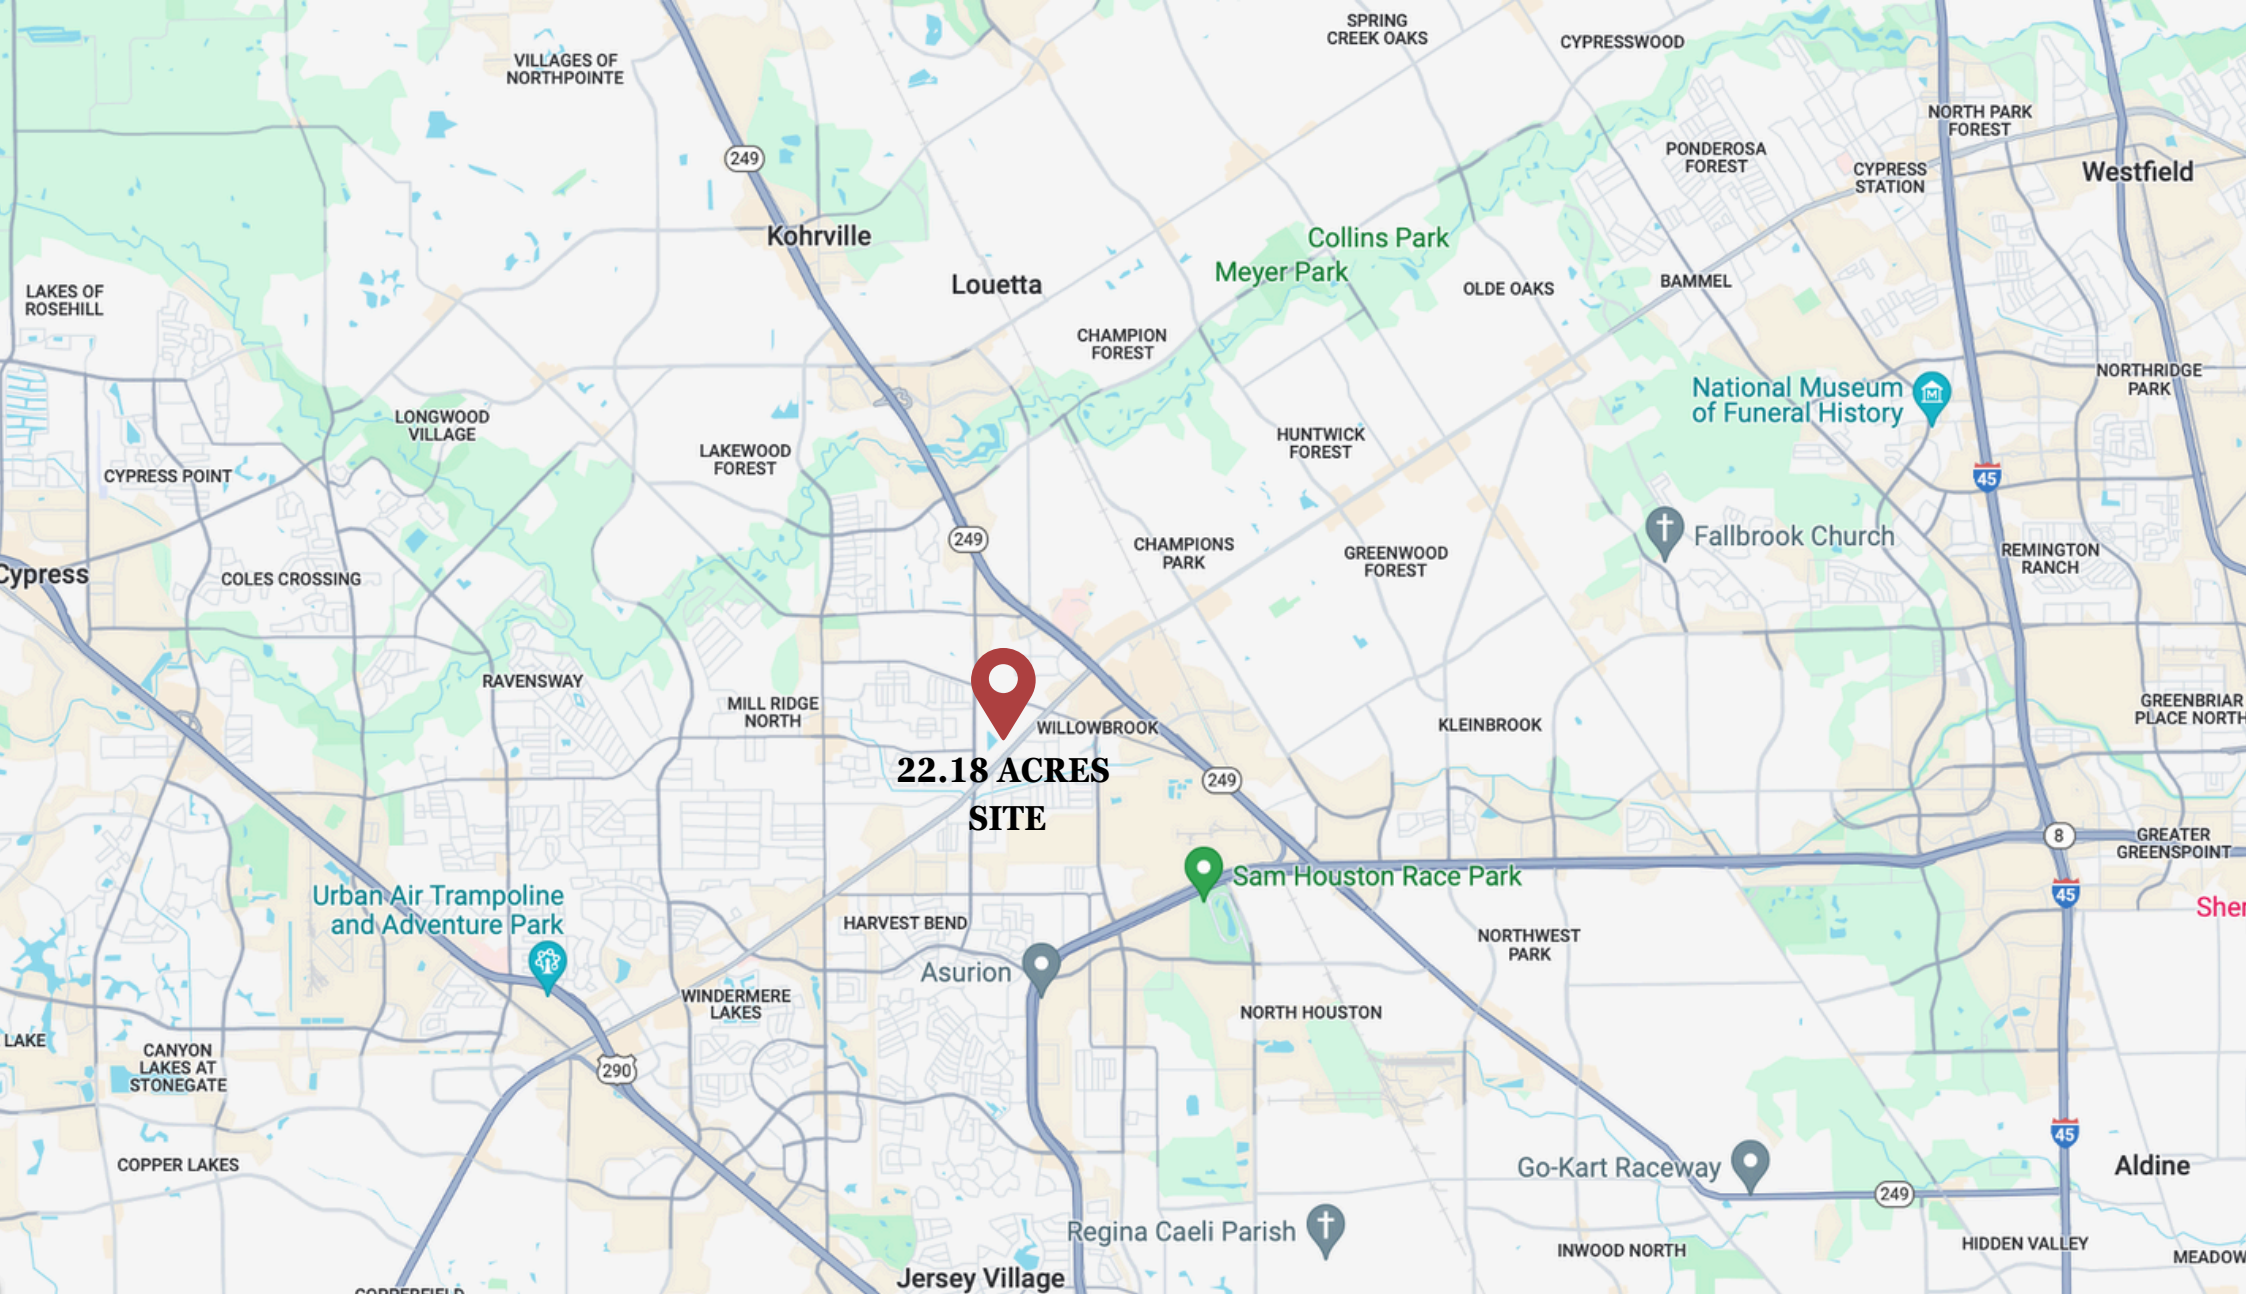 SPRING
CREEK OAKS
CYPRESSWOOD
VILLAGES OF
NORTHPOINTE
NORTH PARK
FOREST
249
PONDEROSA
FOREST
CYPRESS
STATION
Westfield
Kohrville
Collins Park
Meyer Park
Louetta
OLDE OAKS
BAMMEL
LAKES OF
ROSEHILL
CHAMPION
FOREST
NORTHRIDGE
PARK
National Museum
of Funeral History
LONGWOOD
VILLAGE
LAKEWOOD
FOREST
HUNTWICK
FOREST
CYPRESS POINT
45
249
Fallbrook Church
CHAMPIONS
PARK
GREENWOOD
FOREST
REMINGTON
RANCH
Cypress
COLES CROSSING
RAVENSWAY
MILL RIDGE
NORTH
WILLOWBROOK
KLEINBROOK
GREENBRIAR
PLACE NORTH
22.18 ACRES
SITE
249
8
GREATER
GREENSPOINT
Sam Houston Race Park
45
Urban Air Trampoline
and Adventure Park
Sher
HARVEST BEND
NORTHWEST
PARK
Asurion
WINDERMERE
LAKES
NORTH HOUSTON
LAKE
CANYON
LAKES AT
STONEGATE
290
45
COPPER LAKES
Go-Kart Raceway
Aldine
249
Regina Caeli Parish
INWOOD NORTH
HIDDEN VALLEY
MEADOW
Jersey Village
COPPERFIELD